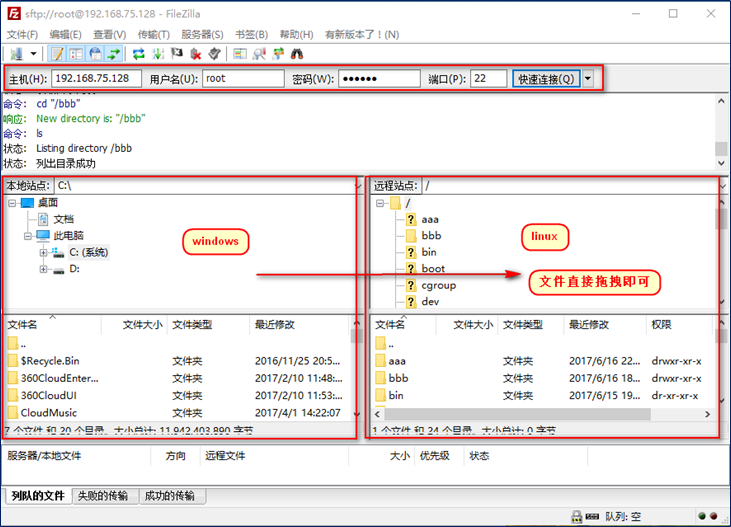 sftp://root@192.168.75.128 - FileZilla
文件(F) 编辑(E) 查看(V) 传输(T) 服务器(S) 书签(B) 帮助(H) 有新版本了！(N)
主机(H): 192.168.75.128 用户名(U): root 密码(W): ●●●●●● 端口(P): 22 快速连接(Q)
命令: cd "/bbb"
响应: New directory is: "/bbb"
命令: ls
状态: Listing directory /bbb
状态: 列出目录成功
本地站点: C:\
桌面
文档
此电脑
C: (系统)
D:
windows
远程站点: /
/
aaa
bbb
bin
boot
cgroup
dev
linux
文件直接拖拽即可
文件名 文件大小 文件类型 最近修改
..
$Recycle.Bin 文件夹 2016/11/25 20:5...
360CloudEnter... 文件夹 2017/2/10 11:48:...
360CloudUI 文件夹 2017/2/10 11:53:...
CloudMusic 文件夹 2017/4/1 14:22:07
7 个文件 和 20 个目录。大小总计: 11,942,403,890 字节
文件名 文件大小 文件类型 最近修改 权限
..
aaa 文件夹 2017/6/16 22... drwxr-xr-x
bbb 文件夹 2017/6/16 18... drwxr-xr-x
bin 文件夹 2017/6/15 19... dr-xr-xr-x
1 个文件 和 24 个目录。大小总计: 0 字节
服务器/本地文件 方向 远程文件 大小 优先级 状态
列队的文件 失败的传输 成功的传输
队列: 空